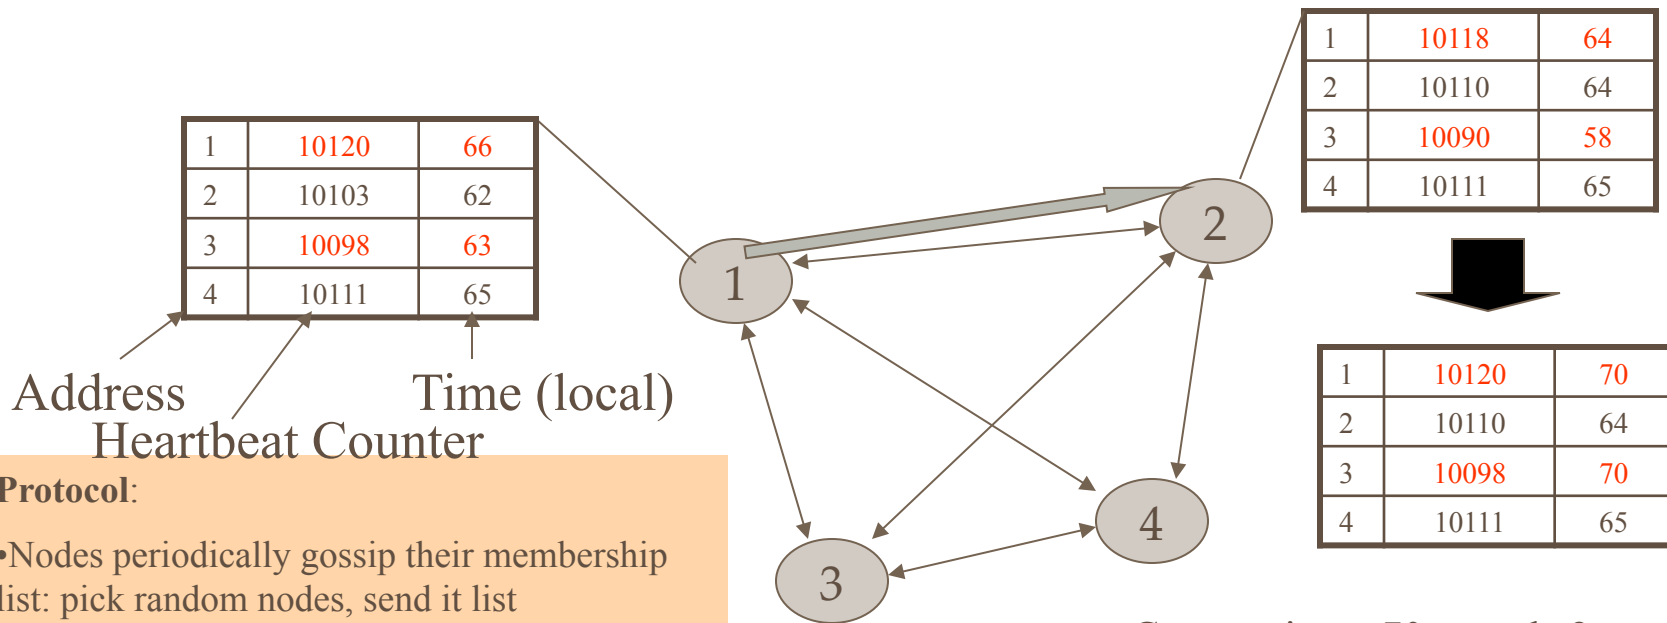 1 10120 66
2 10103 62
3 10098 63
4 10111 65
Address
Heartbeat Counter
Time (local)
1
2
3
4
1 10118 64
2 10110 64
3 10090 58
4 10111 65
1 10120 70
2 10110 64
3 10098 70
4 10111 65
Protocol:
•Nodes periodically gossip their membership
list: pick random nodes, send it list